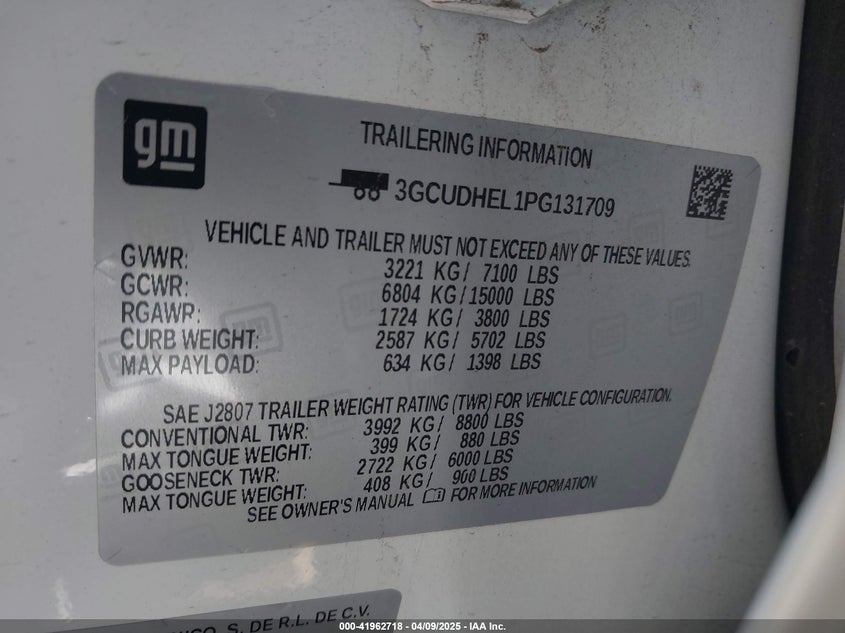 gm
TRAILERING INFORMATION
3GCUDHEL1PG131709
VEHICLE AND TRAILER MUST NOT EXCEED ANY OF THESE VALUES.
GVWR: 3221 KG/ 7100 LBS
GCWR: 6804 KG/15000 LBS
RGAWR: 1724 KG/ 3800 LBS
CURB WEIGHT: 2587 KG/ 5702 LBS
MAX PAYLOAD: 634 KG/ 1398 LBS
SAE J2807 TRAILER WEIGHT RATING (TWR) FOR VEHICLE CONFIGURATION.
CONVENTIONAL TWR: 3992 KG/ 8800 LBS
MAX TONGUE WEIGHT: 399 KG/ 880 LBS
GOOSENECK TWR: 2722 KG/ 6000 LBS
MAX TONGUE WEIGHT: 408 KG/ 900 LBS
SEE OWNER'S MANUAL FOR MORE INFORMATION
S. DE R.L. DE C.V.
000-41962718 - 04/09/2025 - IAA Inc.